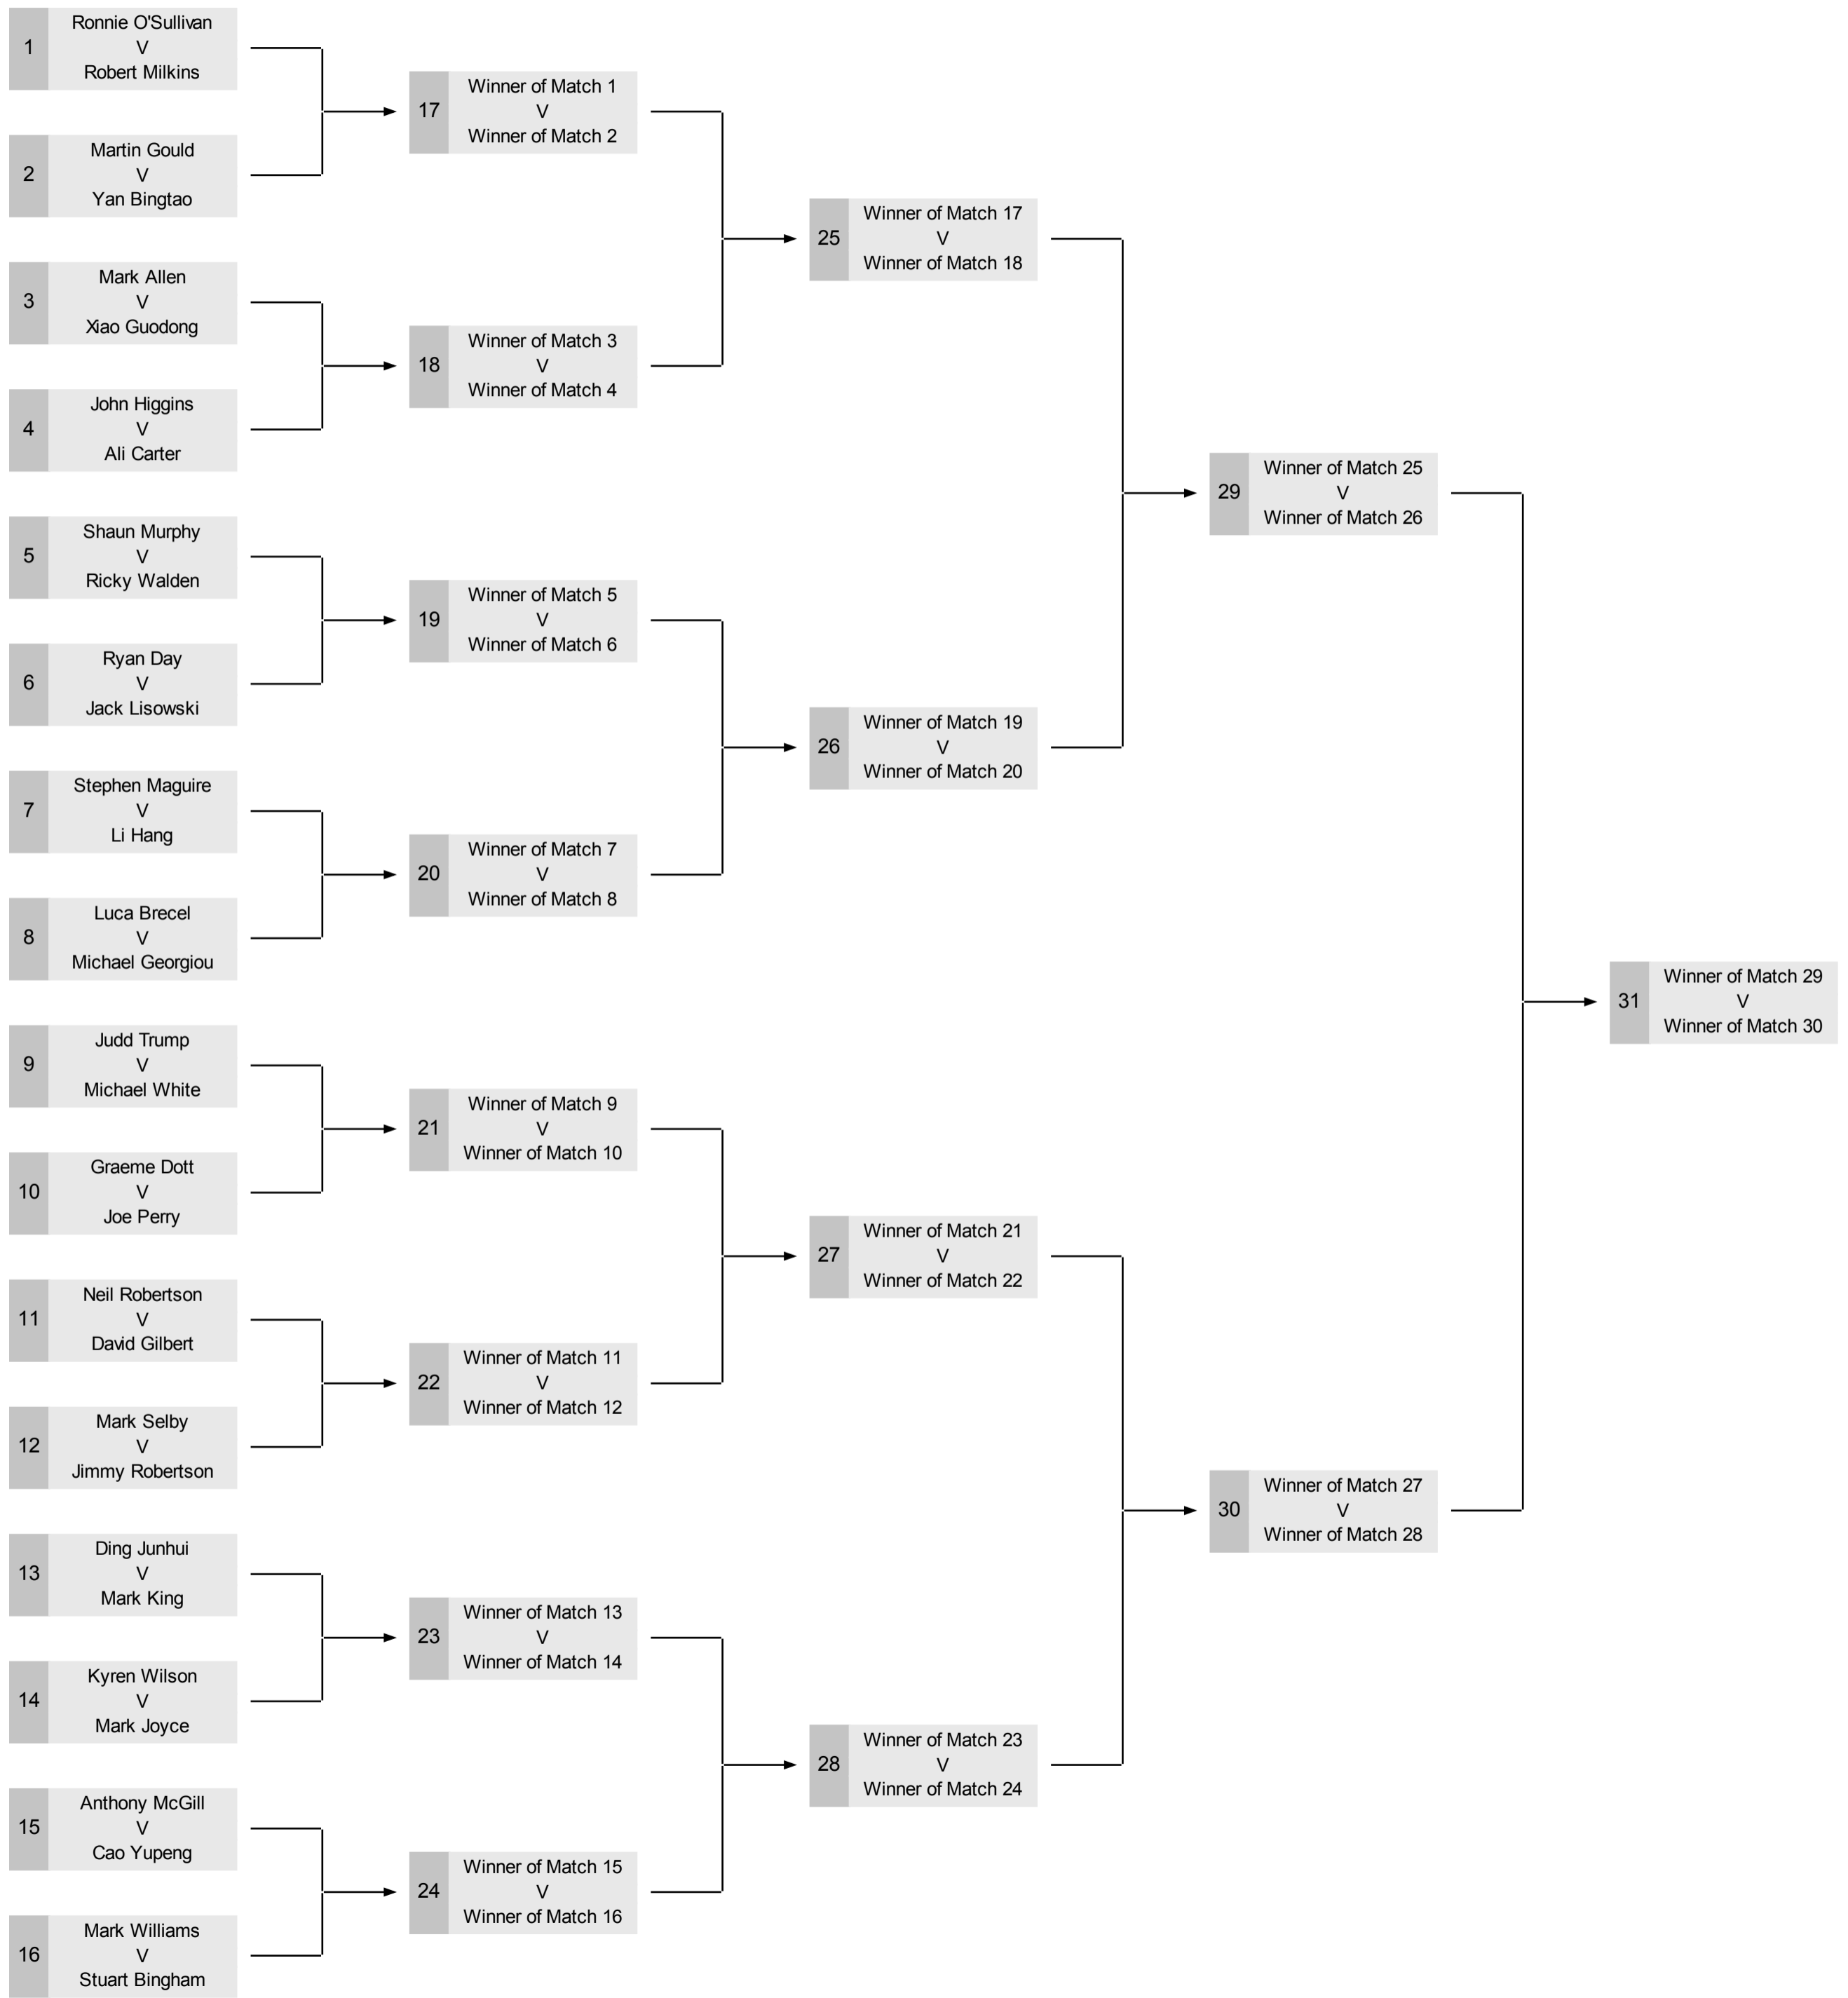 1
Ronnie O'Sullivan
V
Robert Milkins
2
Martin Gould
V
Yan Bingtao
3
Mark Allen
V
Xiao Guodong
4
John Higgins
V
Ali Carter
5
Shaun Murphy
V
Ricky Walden
6
Ryan Day
V
Jack Lisowski
7
Stephen Maguire
V
Li Hang
8
Luca Brecel
V
Michael Georgiou
9
Judd Trump
V
Michael White
10
Graeme Dott
V
Joe Perry
11
Neil Robertson
V
David Gilbert
12
Mark Selby
V
Jimmy Robertson
13
Ding Junhui
V
Mark King
14
Kyren Wilson
V
Mark Joyce
15
Anthony McGill
V
Cao Yupeng
16
Mark Williams
V
Stuart Bingham
17
Winner of Match 1
V
Winner of Match 2
18
Winner of Match 3
V
Winner of Match 4
19
Winner of Match 5
V
Winner of Match 6
20
Winner of Match 7
V
Winner of Match 8
21
Winner of Match 9
V
Winner of Match 10
22
Winner of Match 11
V
Winner of Match 12
23
Winner of Match 13
V
Winner of Match 14
24
Winner of Match 15
V
Winner of Match 16
25
Winner of Match 17
V
Winner of Match 18
26
Winner of Match 19
V
Winner of Match 20
27
Winner of Match 21
V
Winner of Match 22
28
Winner of Match 23
V
Winner of Match 24
29
Winner of Match 25
V
Winner of Match 26
30
Winner of Match 27
V
Winner of Match 28
31
Winner of Match 29
V
Winner of Match 30